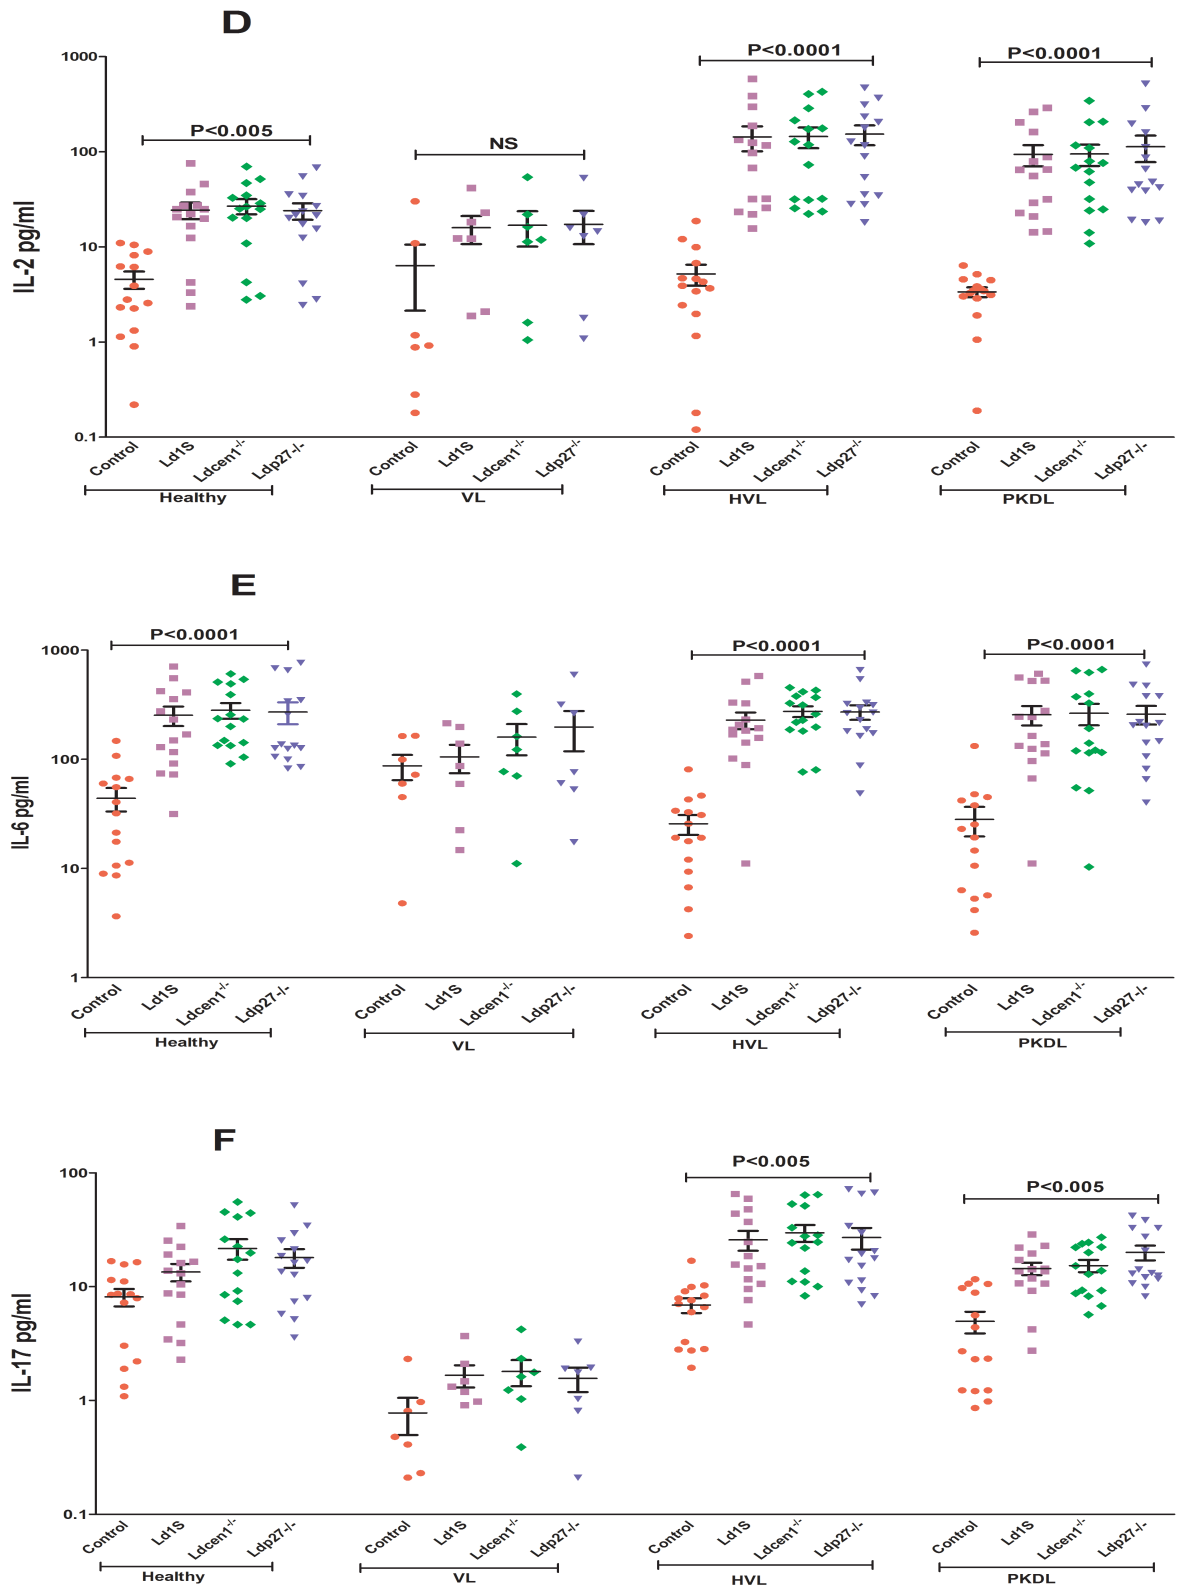 D
1000
100
10
1
0.1
IL-2 pg/ml
P<0.005
NS
P<0.0001
P<0.0001
Control Ld1S Ldcen1-/- Ldp27-/-
Control Ld1S Ldcen1-/- Ldp27-/-
Control Ld1S Ldcen1-/- Ldp27-/-
Control Ld1S Ldcen1-/- Ldp27-/-
Healthy VL HVL PKDL
E
1000
100
10
1
IL-6 pg/ml
P<0.0001
P<0.0001
P<0.0001
Control Ld1S Ldcen1-/- Ldp27-/-
Control Ld1S Ldcen1-/- Ldp27-/-
Control Ld1S Ldcen1-/- Ldp27-/-
Control Ld1S Ldcen1-/- Ldp27-/-
Healthy VL HVL PKDL
F
100
10
1
0.1
IL-17 pg/ml
P<0.005
P<0.005
Control Ld1S Ldcen1-/- Ldp27-/-
Control Ld1S Ldcen1-/- Ldp27-/-
Control Ld1S Ldcen1-/- Ldp27-/-
Control Ld1S Ldcen1-/- Ldp27-/-
Healthy VL HVL PKDL